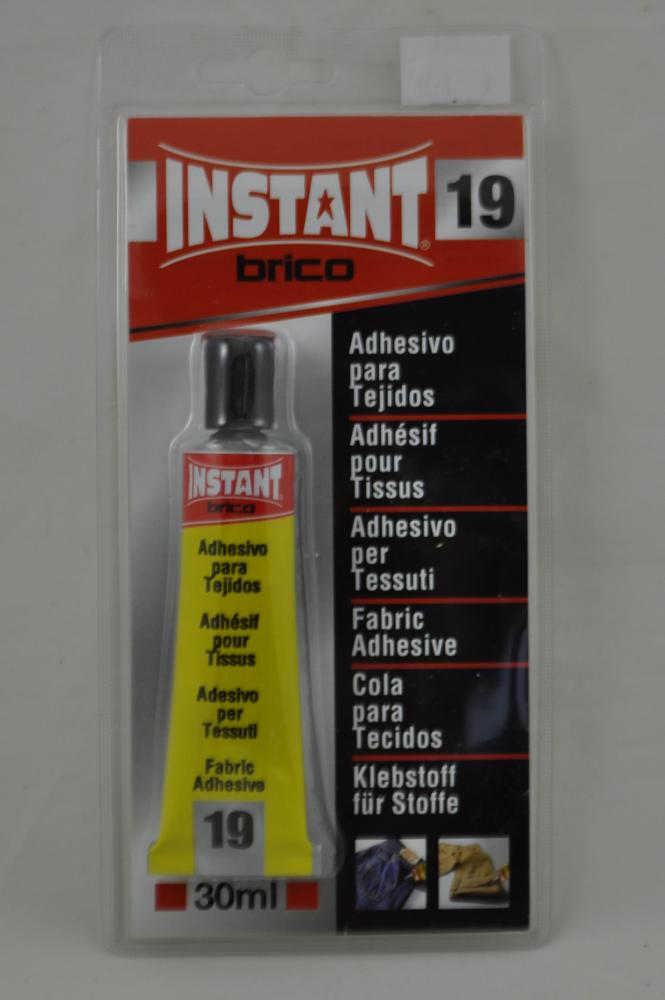 INSTANT® 19
brico
Adhesivo
para
Tejidos
Adhésif
pour
Tissus
Adhesivo
per
Tessuti
Fabric
Adhesive
Cola
para
Tecidos
Klebstoff
für Stoffe
INSTANT®
brico
Adhesivo
para
Tejidos
Adhésif
pour
Tissus
Adesivo
per
Tessuti
Fabric
Adhesive
19
30ml